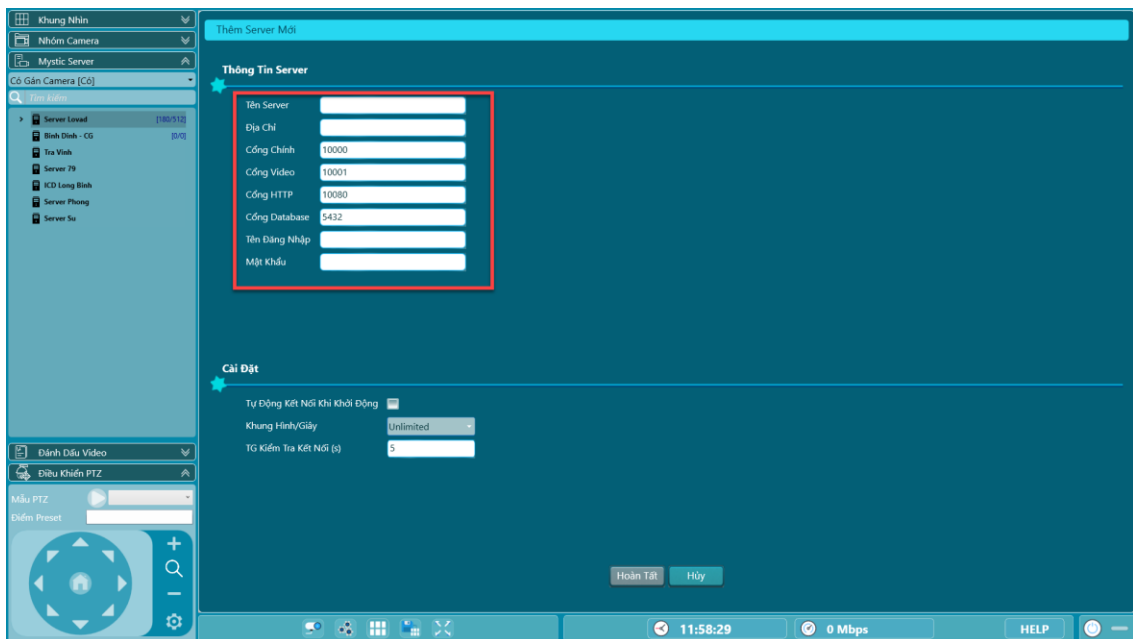 Khung Nhìn
Nhóm Camera
Mystic Server
Có Gán Camera [Có]
Tìm kiếm
Server Lovad [180/512]
Binh Dinh - CG [0/0]
Tra Vinh
Server 79
ICD Long Binh
Server Phong
Server Su
Đánh Dấu Video
Điều Khiển PTZ
Mẫu PTZ
Điểm Preset
Thêm Server Mới
Thông Tin Server
Tên Server
Địa Chỉ
Cổng Chính 10000
Cổng Video 10001
Cổng HTTP 10080
Cổng Database 5432
Tên Đăng Nhập
Mật Khẩu
Cài Đặt
Tự Động Kết Nối Khi Khởi Động
Khung Hình/Giây Unlimited
TG Kiểm Tra Kết Nối (s) 5
Hoàn Tất Hủy
11:58:29 0 Mbps HELP